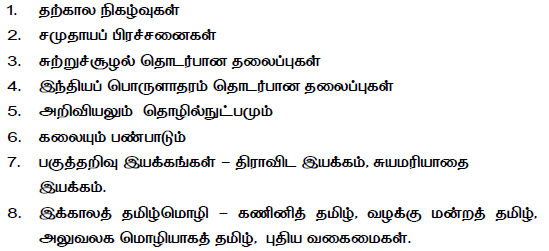 1. தற்கால நிகழ்வுகள்
2. சமுதாயப் பிரச்சனைகள்
3. சுற்றுச்சூழல் தொடர்பான தலைப்புகள்
4. இந்தியப் பொருளாதரம் தொடர்பான தலைப்புகள்
5. அறிவியலும் தொழில்நுட்பமும்
6. கலையும் பண்பாடும்
7. பகுத்தறிவு இயக்கங்கள் – திராவிட இயக்கம், சுயமரியாதை
இயக்கம்.
8. இக்காலத் தமிழ்மொழி – கணினித் தமிழ், வழக்கு மன்றத் தமிழ்,
அலுவலக மொழியாகத் தமிழ், புதிய வகைமைகள்.